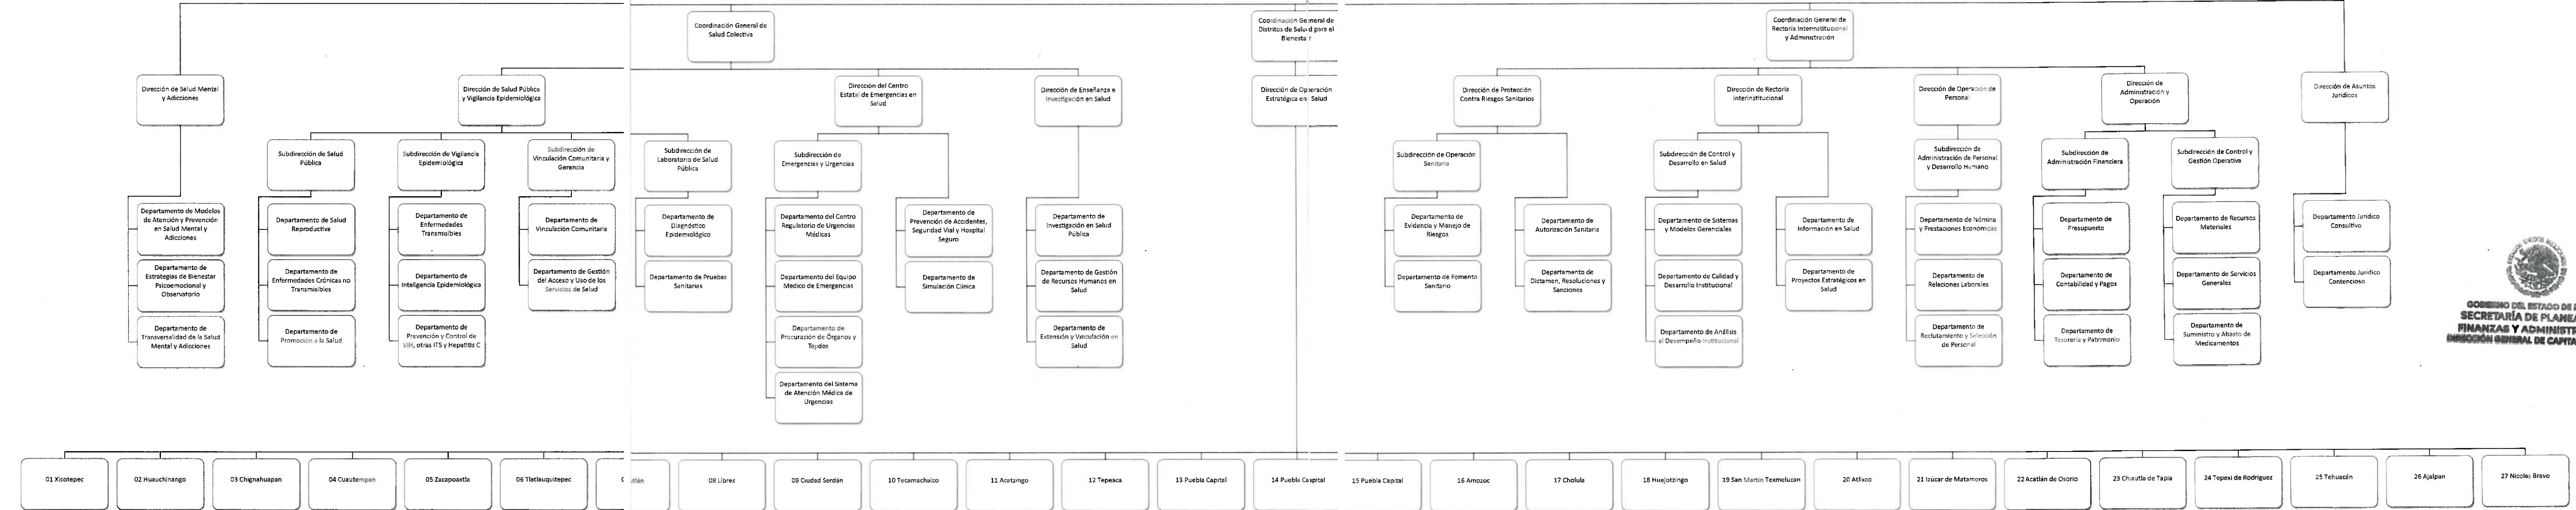 Coordinación General de
Salud Colectiva
Coordinación General de
Distritos de Salud para el
Bienestar
Coordinación General de
Rectoría Interinstitucional
y Administración
Dirección de Salud Mental
y Adicciones
Dirección de Salud Pública
y Vigilancia Epidemiológica
Dirección del Centro
Estatal de Emergencias en
Salud
Dirección de Enseñanza e
Investigación en Salud
Dirección de Operación
Estratégica en Salud
Dirección de Protección
Contra Riesgos Sanitarios
Dirección de Rectoría
Interinstitucional
Dirección de Operación de
Personal
Dirección de
Administración y
Operación
Dirección de Asuntos
Jurídicos
Subdirección de Salud
Pública
Subdirección de Vigilancia
Epidemiológica
Subdirección de
Vinculación Comunitaria y
Gerencia
Subdirección de
Laboratorio de Salud
Pública
Subdirección de
Emergencias y Urgencias
Subdirección de Operación
Sanitaria
Subdirección de Control y
Desarrollo en Salud
Subdirección de
Administración de Personal
y Desarrollo Humano
Subdirección de
Administración Financiera
Subdirección de Control y
Gestión Operativa
Departamento de Modelos
de Atención y Prevención
en Salud Mental y
Adicciones
Departamento de Salud
Reproductiva
Departamento de
Enfermedades
Transmisibles
Departamento de
Vinculación Comunitaria
Departamento de
Diagnóstico
Epidemiológico
Departamento del Centro
Regulatorio de Urgencias
Médicas
Departamento de
Prevención de Accidentes,
Seguridad Vial y Hospital
Seguro
Departamento de
Investigación en Salud
Pública
Departamento de
Evidencia y Manejo de
Riesgos
Departamento de
Autorización Sanitaria
Departamento de Sistemas
y Modelos Gerenciales
Departamento de
Información en Salud
Departamento de Nómina
y Prestaciones Económicas
Departamento de
Presupuesto
Departamento de Recursos
Materiales
Departamento Jurídico
Consultivo
Departamento de
Estrategias de Bienestar
Psicoemocional y
Observatorio
Departamento de
Enfermedades Crónicas no
Transmisibles
Departamento de
Inteligencia Epidemiológica
Departamento de Gestión
del Acceso y Uso de los
Servicios de Salud
Departamento de Pruebas
Sanitarias
Departamento del Equipo
Médico de Emergencias
Departamento de
Simulación Clínica
Departamento de Gestión
de Recursos Humanos en
Salud
Departamento de Fomento
Sanitario
Departamento de
Dictamen, Resoluciones y
Sanciones
Departamento de Calidad y
Desarrollo Institucional
Departamento de
Proyectos Estratégicos en
Salud
Departamento de
Relaciones Laborales
Departamento de
Contabilidad y Pagos
Departamento de Servicios
Generales
Departamento Jurídico
Contencioso
Departamento de
Transversalidad de la Salud
Mental y Adicciones
Departamento de
Promoción a la Salud
Departamento de
Prevención y Control de
VIH, otras ITS y Hepatitis C
Departamento de
Procuración de Órganos y
Tejidos
Departamento de
Extensión y Vinculación en
Salud
Departamento de Análisis
al Desempeño Institucional
Departamento de
Reclutamiento y Selección
de Personal
Departamento de
Tesorería y Patrimonio
Departamento de
Suministro y Abasto de
Medicamentos
Departamento del Sistema
de Atención Médica de
Urgencias
GOBIERNO DEL ESTADO DE
SECRETARÍA DE PLANEA
FINANZAS Y ADMINIST
DIRECCIÓN GENERAL DE CAPITA
01 Xicotepec
02 Huauchinango
03 Chignahuapan
04 Cuautempan
05 Zacapoaxtla
06 Tlatlauquitepec
08 Libres
09 Ciudad Serdán
10 Tecamachalco
11 Acatzingo
12 Tepeaca
13 Puebla Capital
14 Puebla Capital
15 Puebla Capital
16 Amozoc
17 Cholula
18 Huejotzingo
19 San Martín Texmelucan
20 Atlixco
21 Izúcar de Matamoros
22 Acatlán de Osorio
23 Chiautla de Tapia
24 Tepexi de Rodríguez
25 Tehuacán
26 Ajalpan
27 Nicolas Bravo